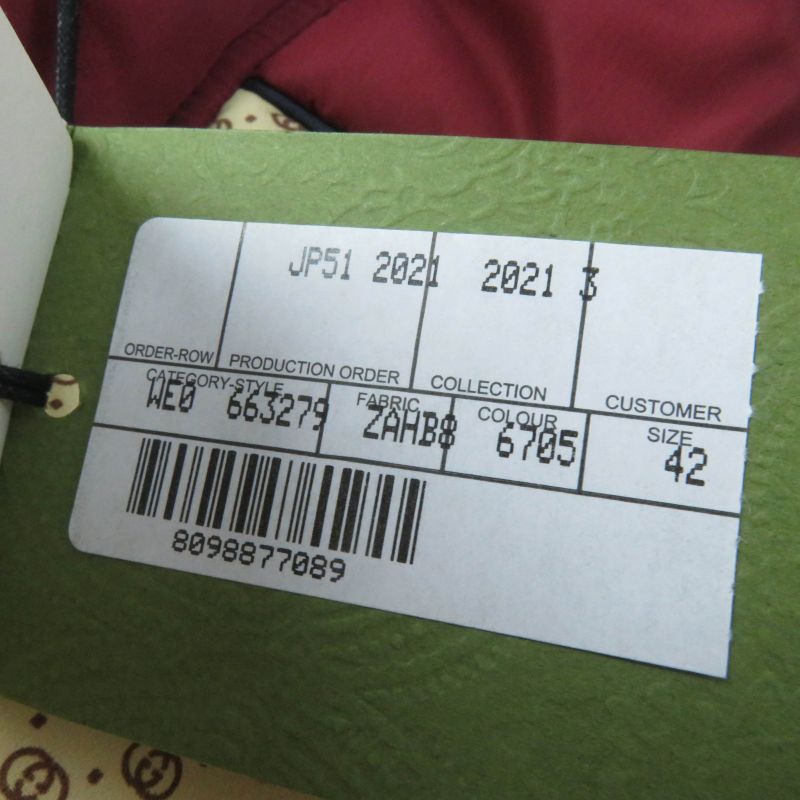 JP51 2021 2021 3
ORDER-ROW PRODUCTION ORDER COLLECTION CUSTOMER
CATEGORY-STYLE FABRIC COLOUR SIZE
WE0 663279 6705 42
8098877089